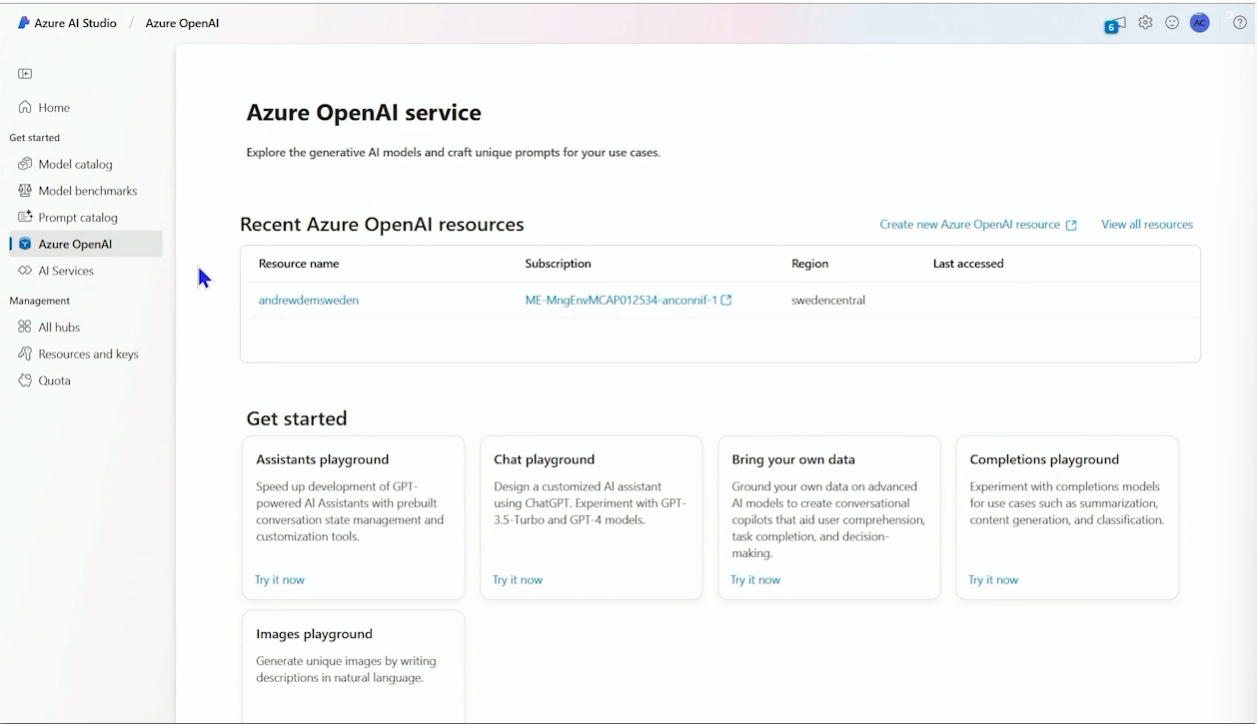 Azure AI Studio / Azure OpenAI
6
AC
Home
Get started
Model catalog
Model benchmarks
Prompt catalog
Azure OpenAI
AI Services
Management
All hubs
Resources and keys
Quota
Azure OpenAI service
Explore the generative AI models and craft unique prompts for your use cases.
Recent Azure OpenAI resources
Create new Azure OpenAI resource
View all resources
Resource name Subscription Region Last accessed
andrewdemsweden ME-MngEnvMCAP012534-anconnif-1 swedencentral
Get started
Assistants playground
Speed up development of GPT-
powered AI Assistants with prebuilt
conversation state management and
customization tools.
Try it now
Chat playground
Design a customized AI assistant
using ChatGPT. Experiment with GPT-
3.5-Turbo and GPT-4 models.
Try it now
Bring your own data
Ground your own data on advanced
AI models to create conversational
copilots that aid user comprehension,
task completion, and decision-
making.
Try it now
Completions playground
Experiment with completions models
for use cases such as summarization,
content generation, and classification.
Try it now
Images playground
Generate unique images by writing
descriptions in natural language.